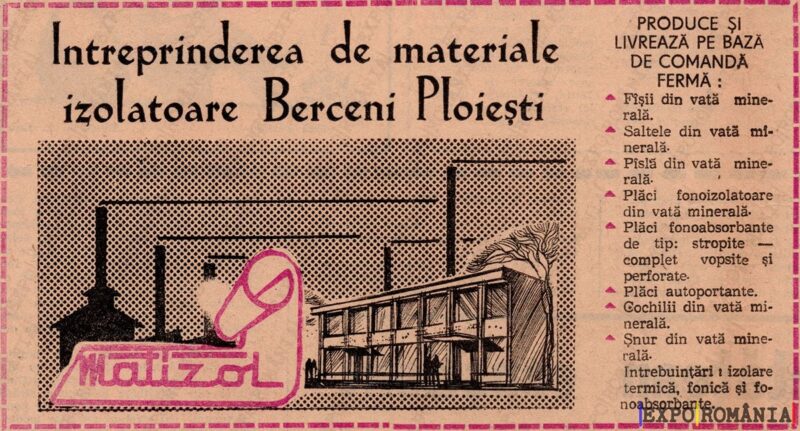 Intreprinderea de materiale
izolatoare Berceni Ploiești
Matizol
PRODUCE ȘI
LIVREAZĂ PE BAZĂ
DE COMANDĂ
FERMĂ :
Fîșii din vată mine-
rală.
Saltele din vată mi-
nerală.
Pîslă din vată mine-
rală.
Plăci fonoizolatoare
din vată minerală.
Plăci fonoabsorbante
de tip: stropite —
complet vopsite și
perforate.
Plăci autoportante.
Cochilii din vată mi-
nerală.
Șnur din vată mine-
rală.
Intrebuințări : izolare
termică, fonică și fo-
noabsorbante.
EXPO ROMÂNIA